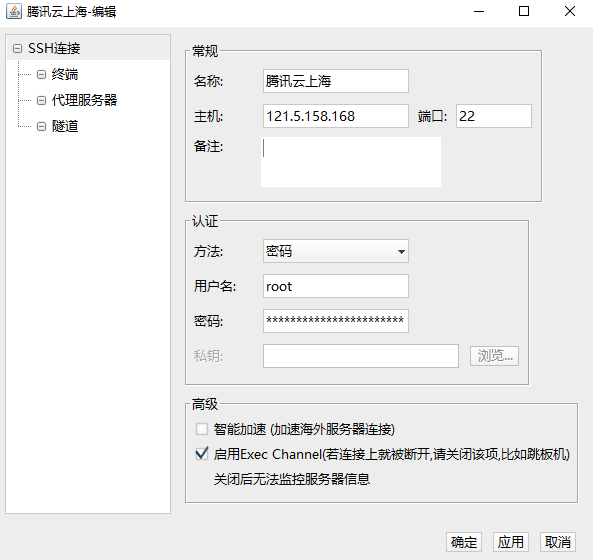 腾讯云上海-编辑
SSH连接
终端
代理服务器
隧道
常规
名称: 腾讯云上海
主机: 121.5.158.168 端口: 22
备注:
认证
方法: 密码
用户名: root
密码: ***********************
私钥: 浏览...
高级
智能加速 (加速海外服务器连接)
启用Exec Channel(若连接上就被断开,请关闭该项,比如跳板机)
关闭后无法监控服务器信息
确定 应用 取消